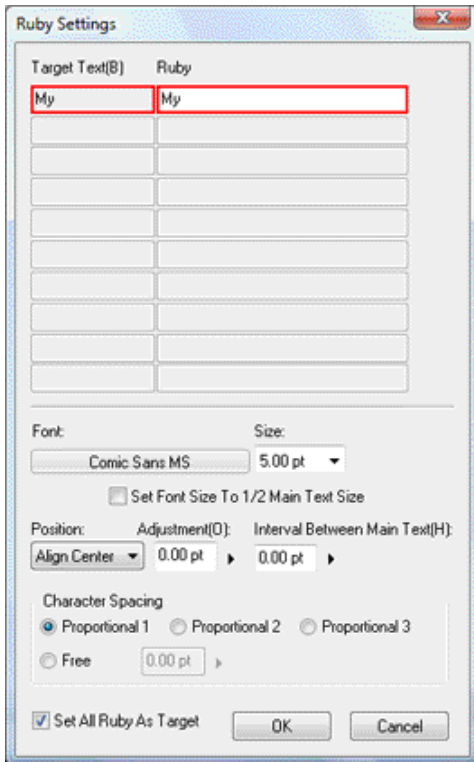 Ruby Settings
Target Text(B) Ruby
My My
Font: Size:
Comic Sans MS 5.00 pt
Set Font Size To 1/2 Main Text Size
Position: Adjustment(O): Interval Between Main Text(H):
Align Center 0.00 pt 0.00 pt
Character Spacing
Proportional 1 Proportional 2 Proportional 3
Free 0.00 pt
Set All Ruby As Target OK Cancel